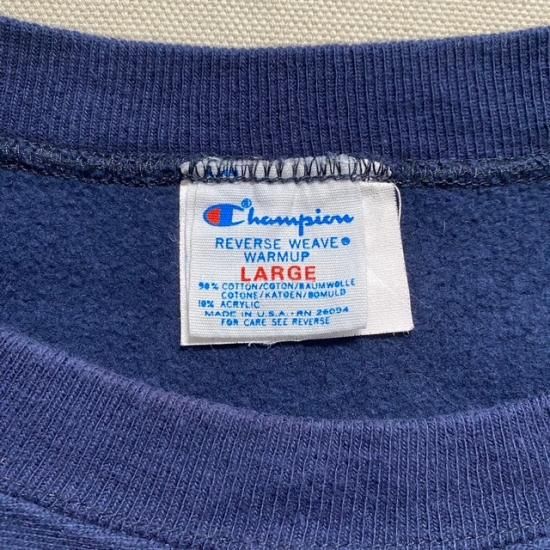 Champion®
REVERSE WEAVE®
WARMUP
LARGE
90% COTTON/COTON/BAUMWOLLE
COTONE/KATOEN/BOMULD
10% ACRYLIC
MADE IN U.S.A. RN 26094
FOR CARE SEE REVERSE